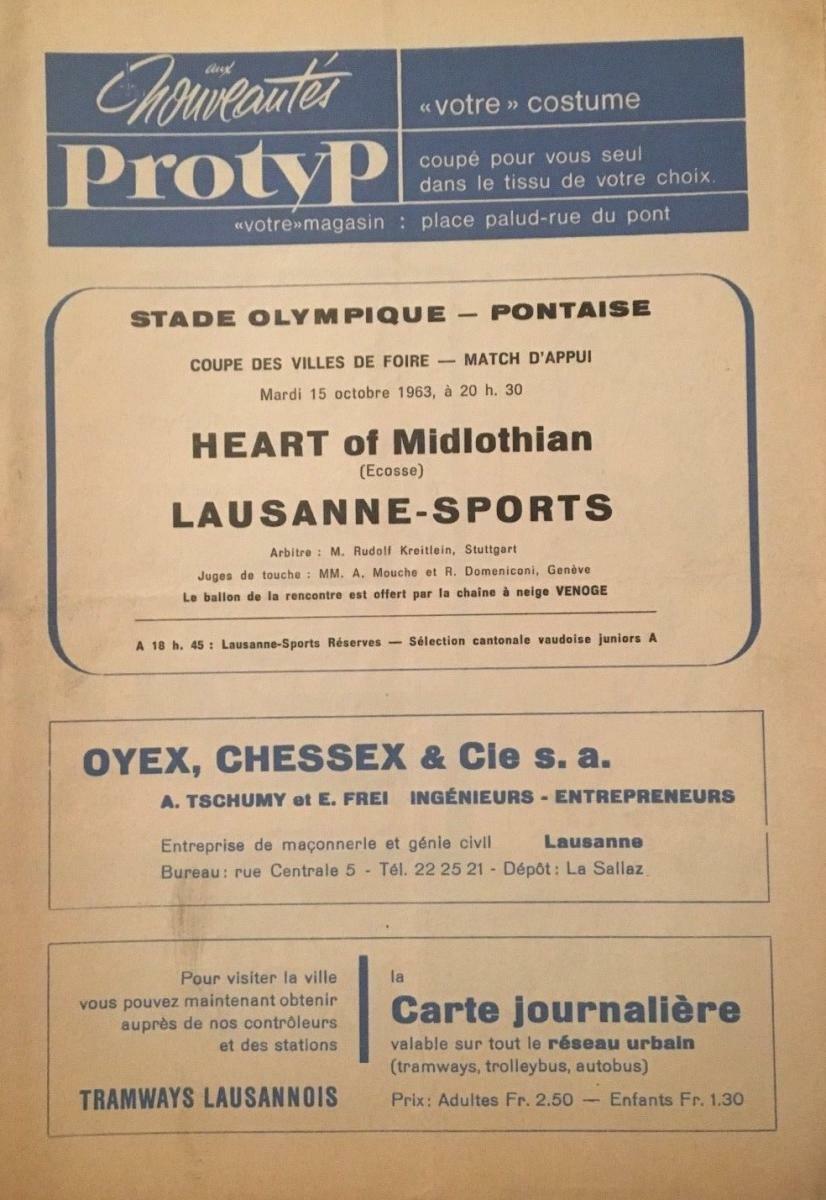 aux
Nouveautés
Protyp
«votre» costume
coupé pour vous seul
dans le tissu de votre choix.
«votre»magasin : place palud-rue du pont
STADE OLYMPIQUE — PONTAISE
COUPE DES VILLES DE FOIRE — MATCH D'APPUI
Mardi 15 octobre 1963, à 20 h. 30
HEART of Midlothian
(Ecosse)
LAUSANNE-SPORTS
Arbitre : M. Rudolf Kreitlein, Stuttgart
Juges de touche : MM. A. Mouche et R. Domeniconi, Genève
Le ballon de la rencontre est offert par la chaîne à neige VENOGE
A 18 h. 45 : Lausanne-Sports Réserves — Sélection cantonale vaudoise juniors A
OYEX, CHESSEX & Cie s. a.
A. TSCHUMY et E. FREI INGÉNIEURS - ENTREPRENEURS
Entreprise de maçonnerie et génie civil Lausanne
Bureau : rue Centrale 5 - Tél. 22 25 21 - Dépôt : La Sallaz
Pour visiter la ville
vous pouvez maintenant obtenir
auprès de nos contrôleurs
et des stations
TRAMWAYS LAUSANNOIS
la
Carte journalière
valable sur tout le réseau urbain
(tramways, trolleybus, autobus)
Prix : Adultes Fr. 2.50 — Enfants Fr. 1.30